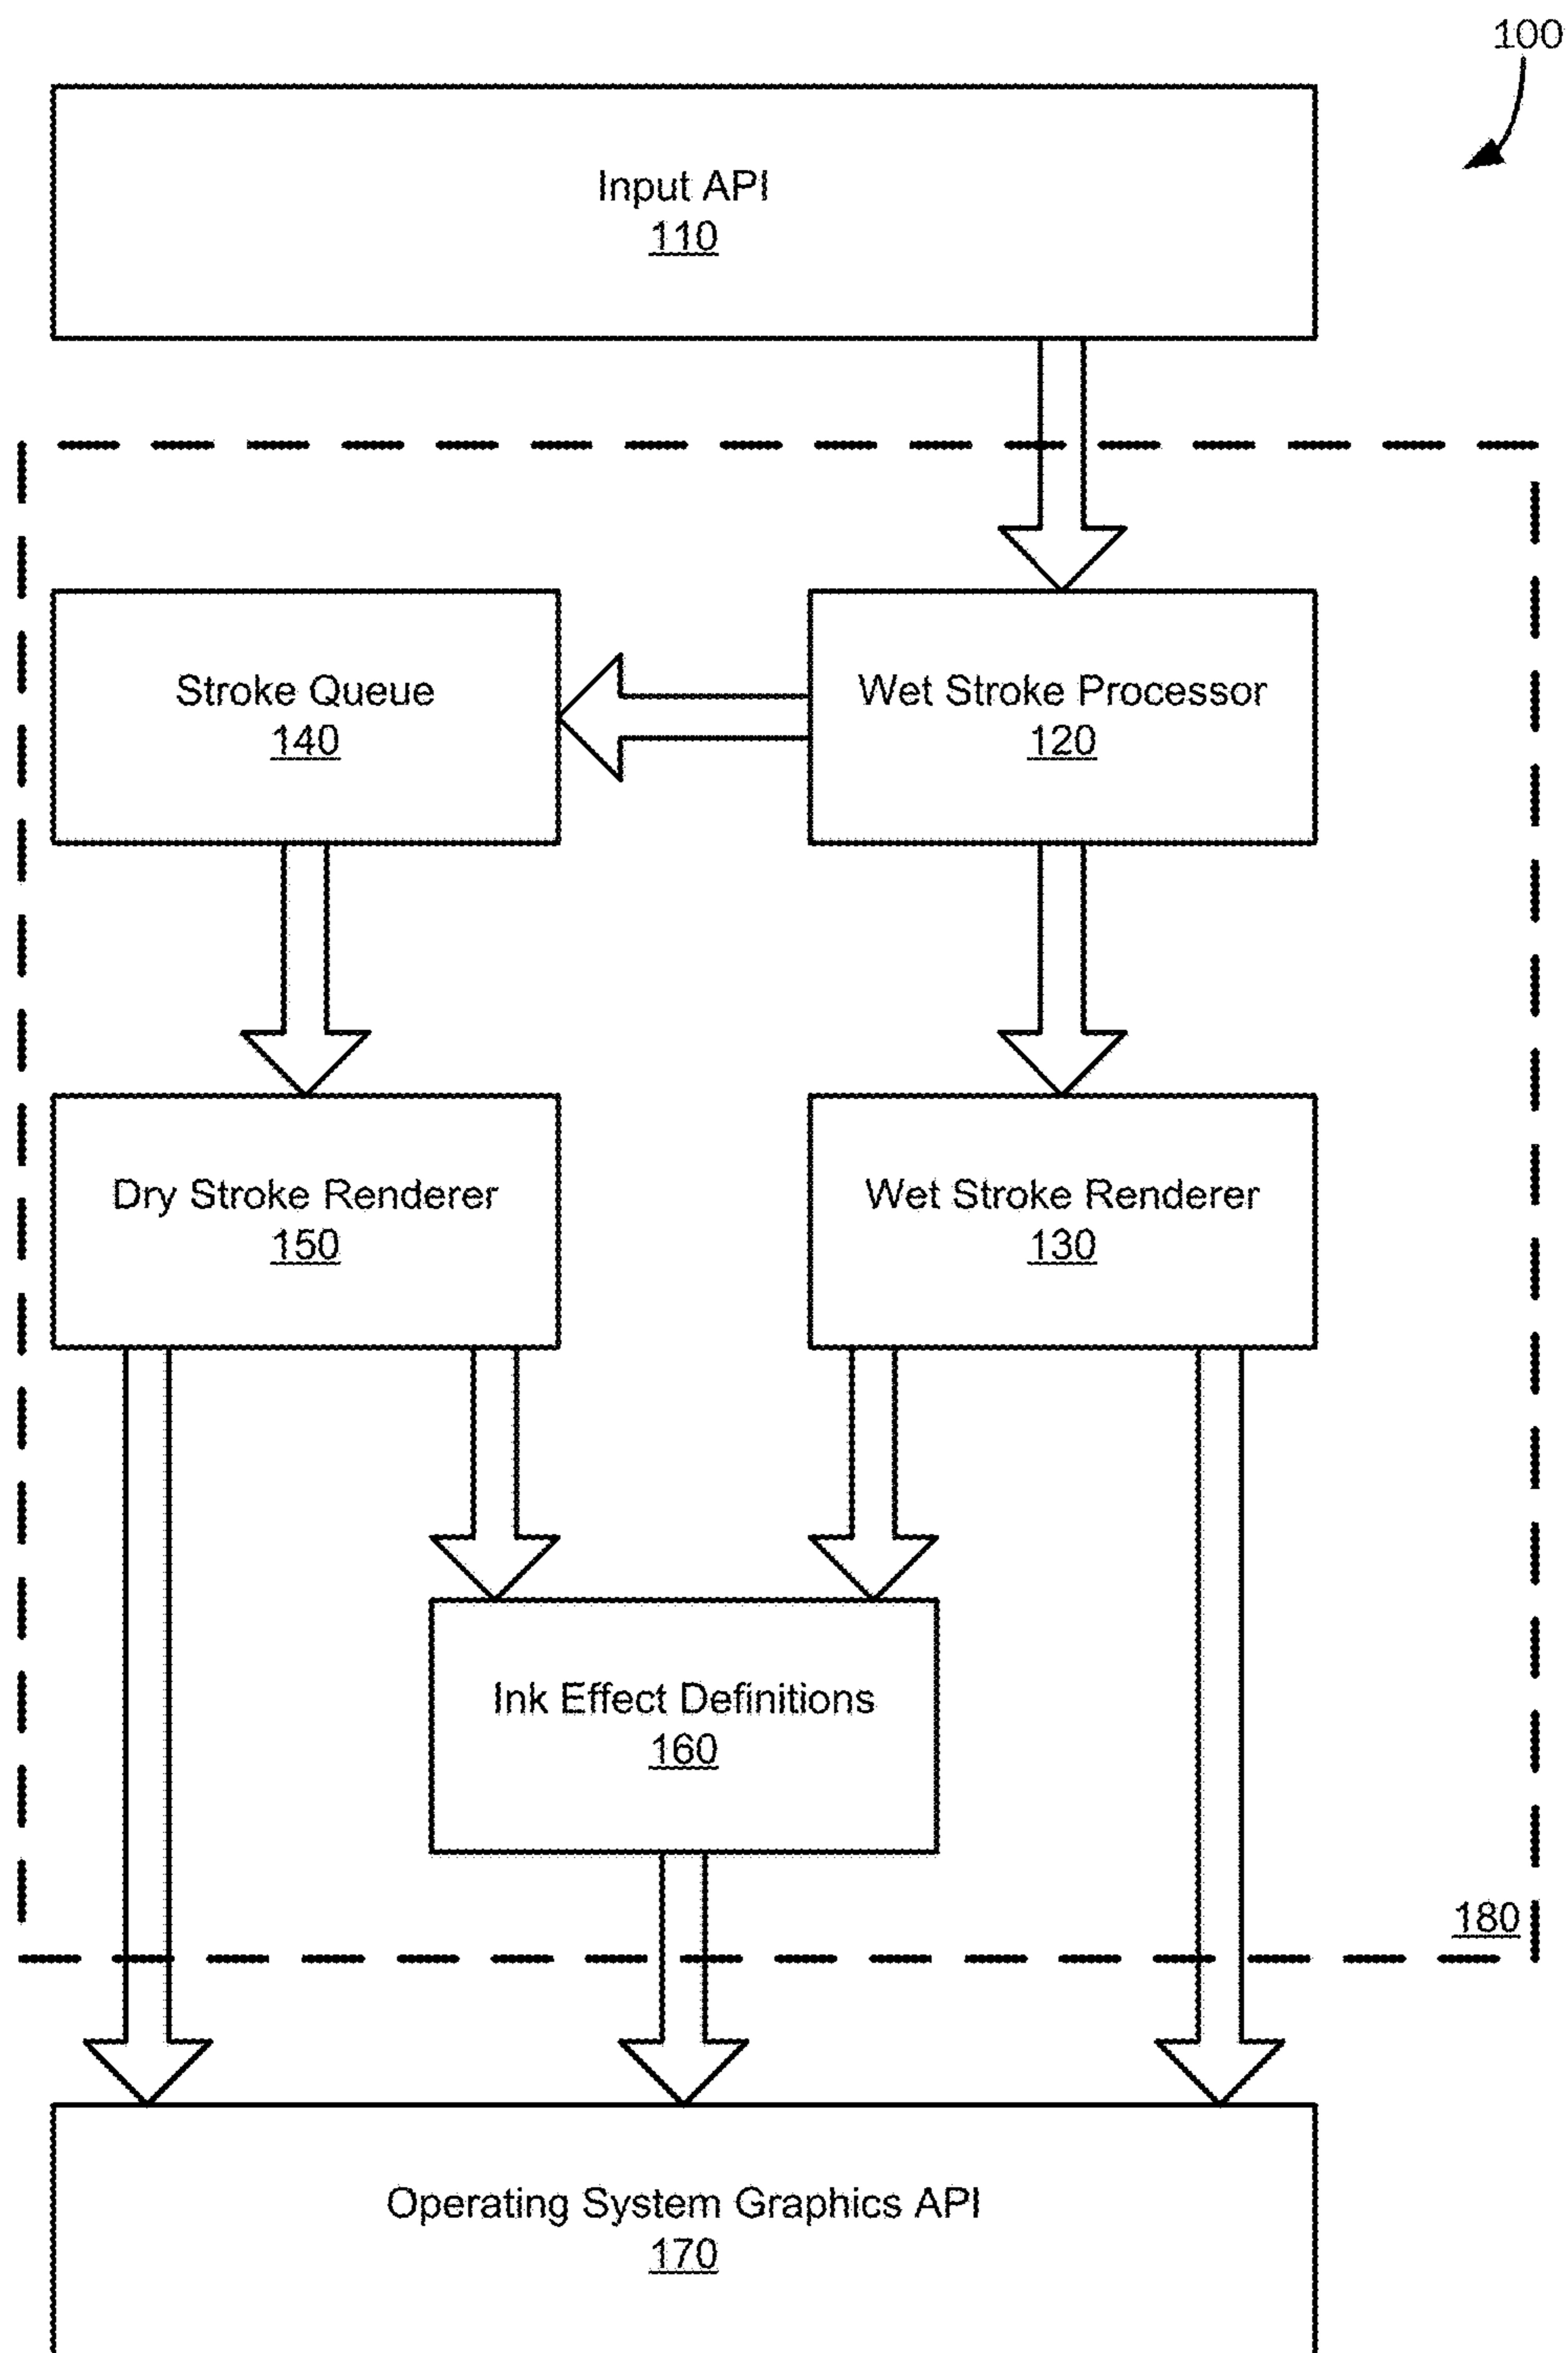 100
Input API
110
Stroke Queue
140
Wet Stroke Processor
120
Dry Stroke Renderer
150
Wet Stroke Renderer
130
Ink Effect Definitions
160
180
Operating System Graphics API
170